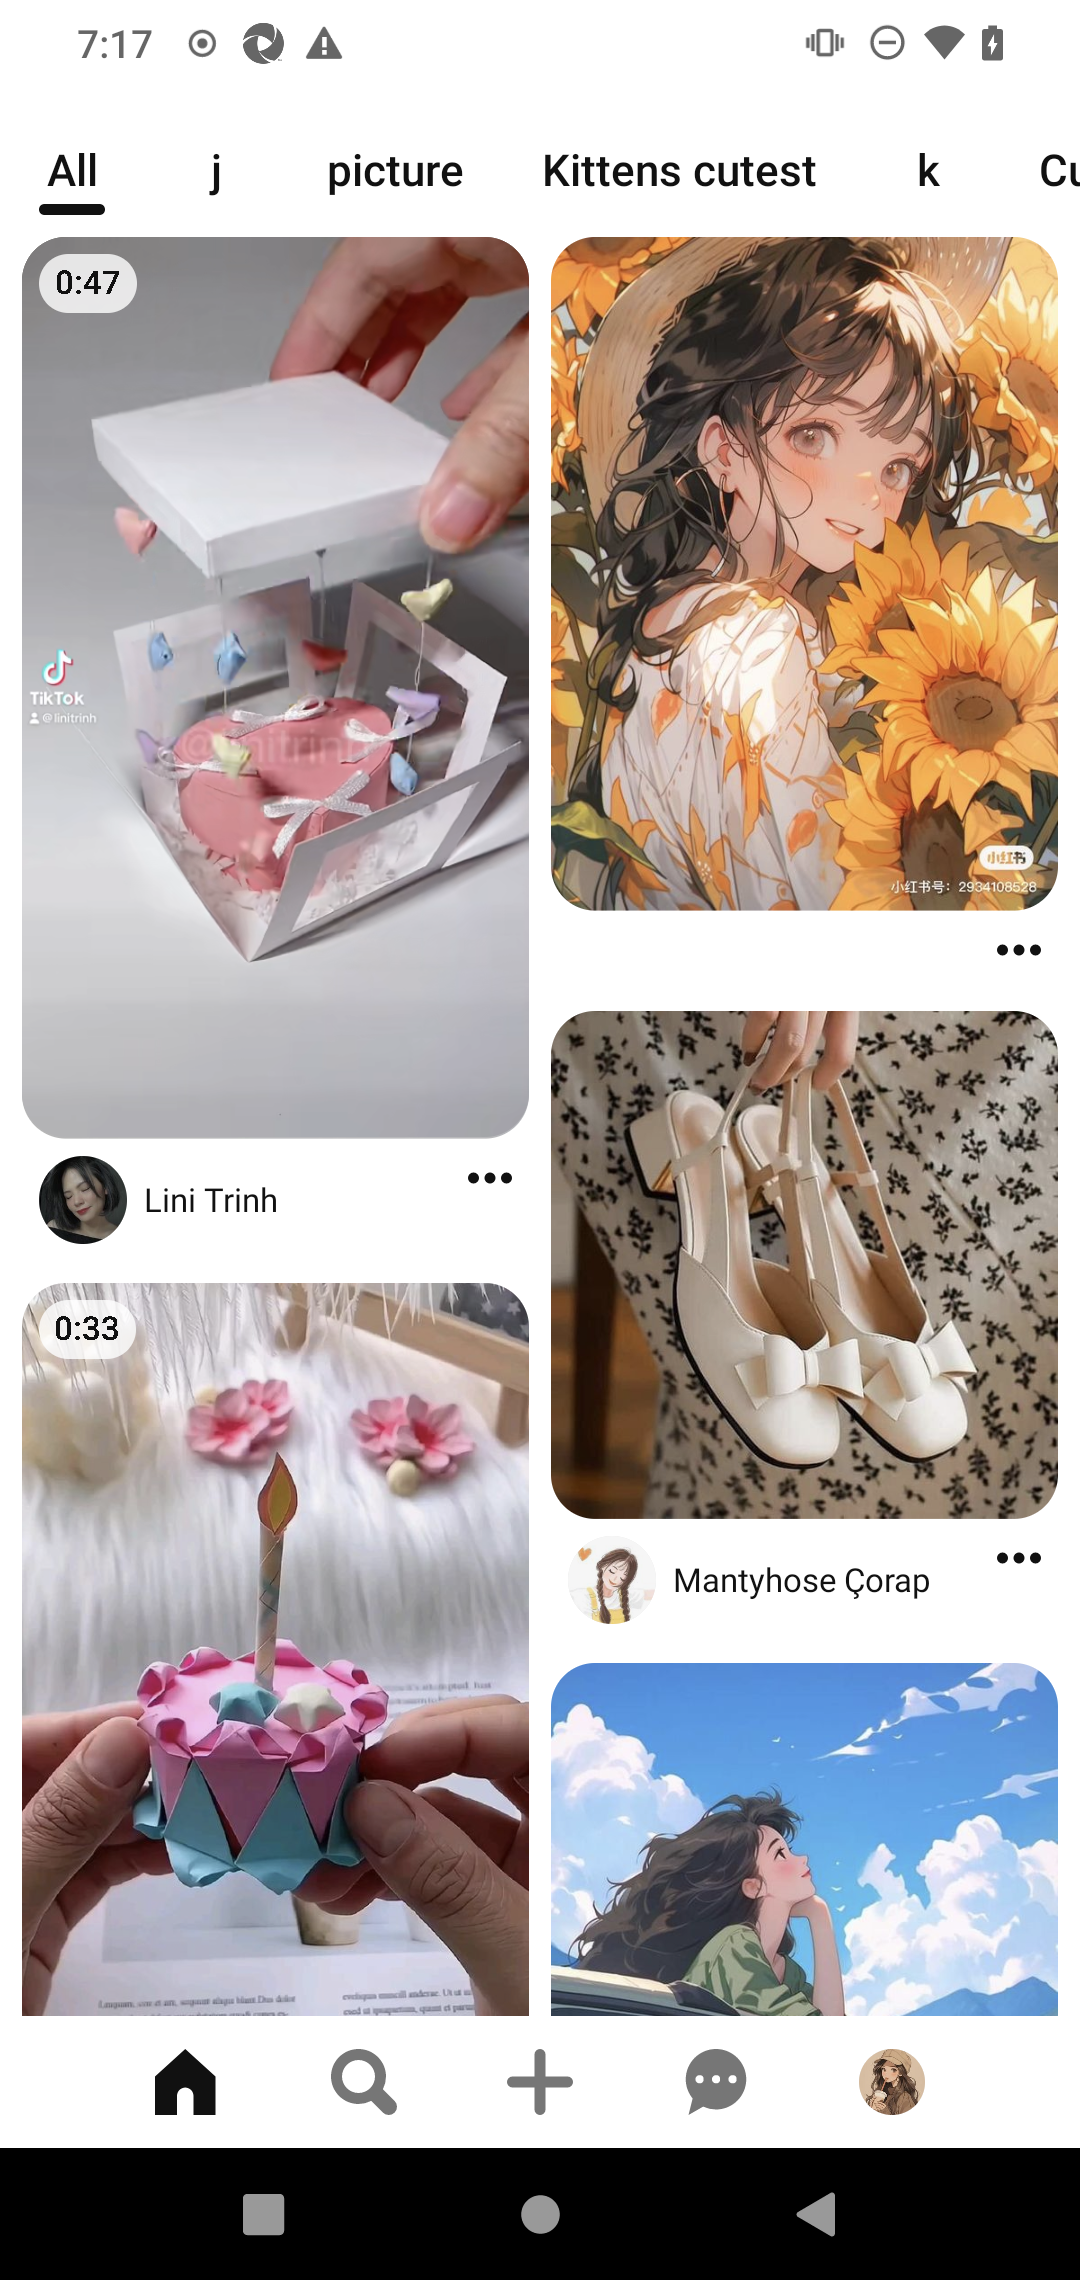 7:17
All
j
picture
Kittens cutest
k
Cu
0:47
TikTok
@linitrinh
小红书
小红书号: 2934108528
Lini Trinh
0:33
Mantyhose Çorap